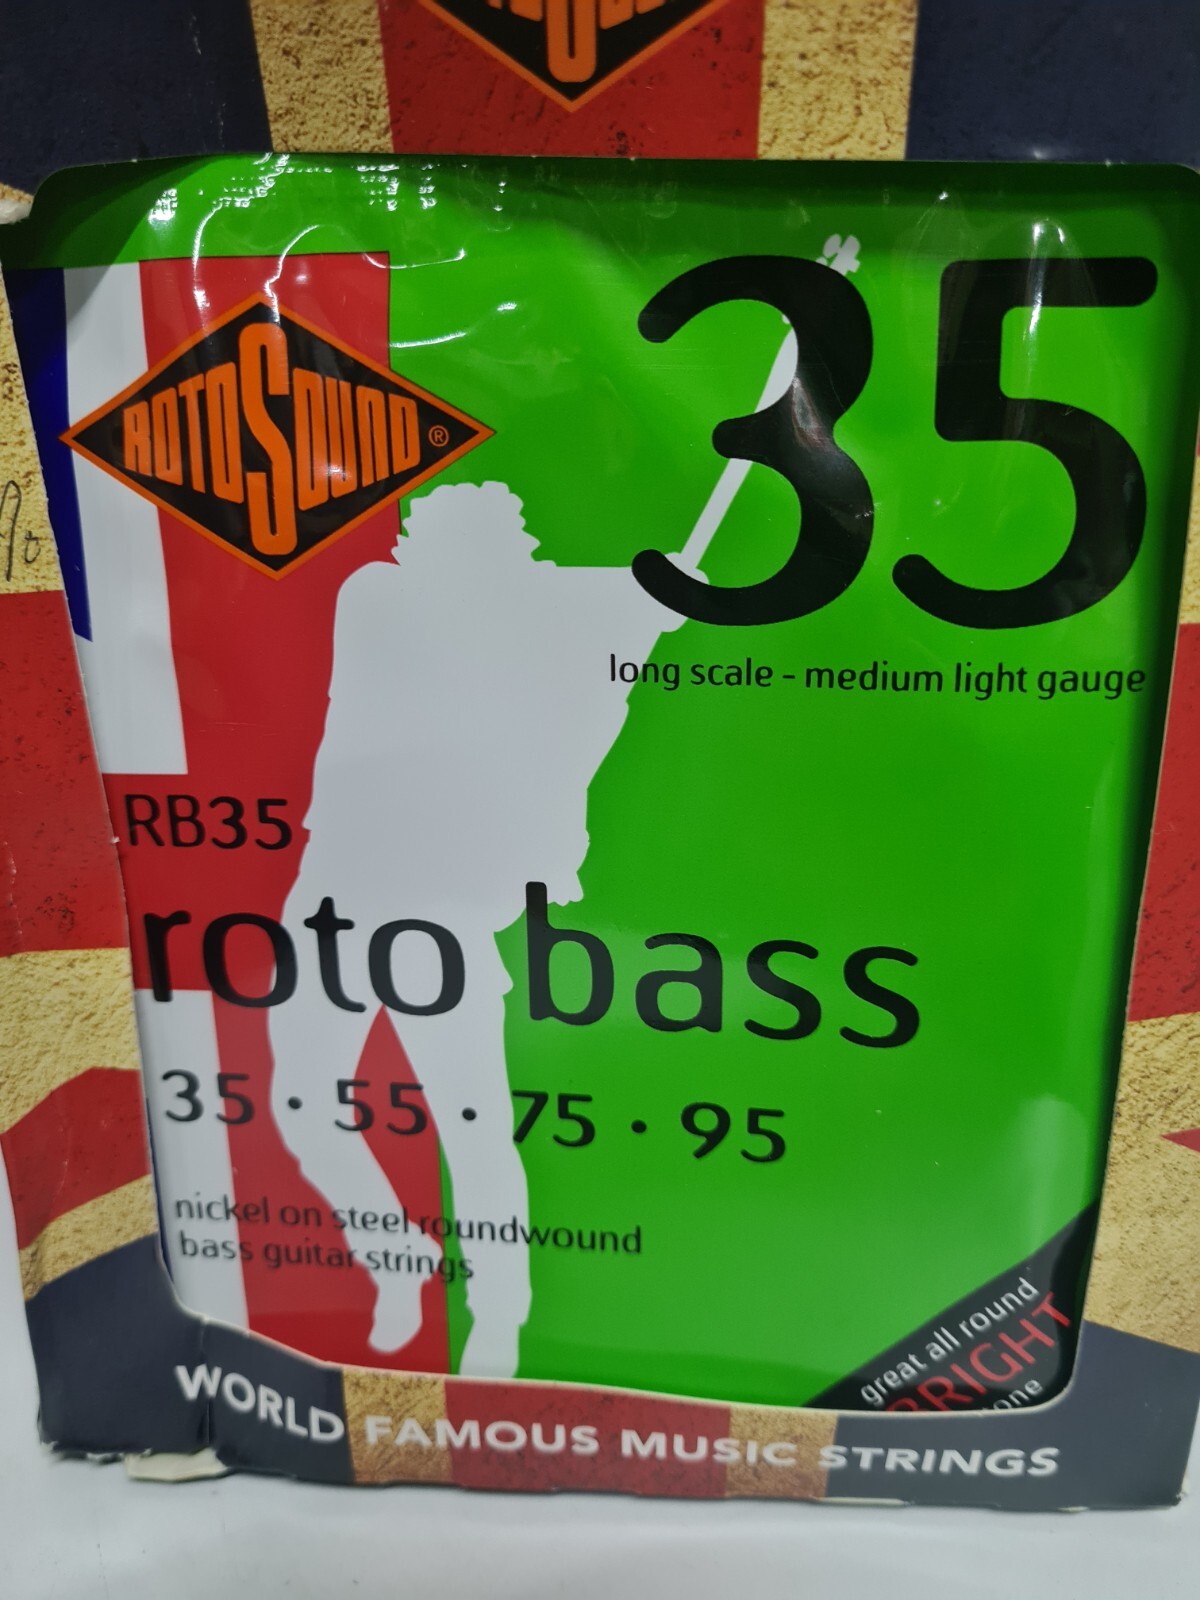 ROTOSOUND®
35
long scale - medium light gauge
RB35
roto bass
35 · 55 · 75 · 95
nickel on steel roundwound
bass guitar strings
great all round
BRIGHT
tone
WORLD FAMOUS MUSIC STRINGS